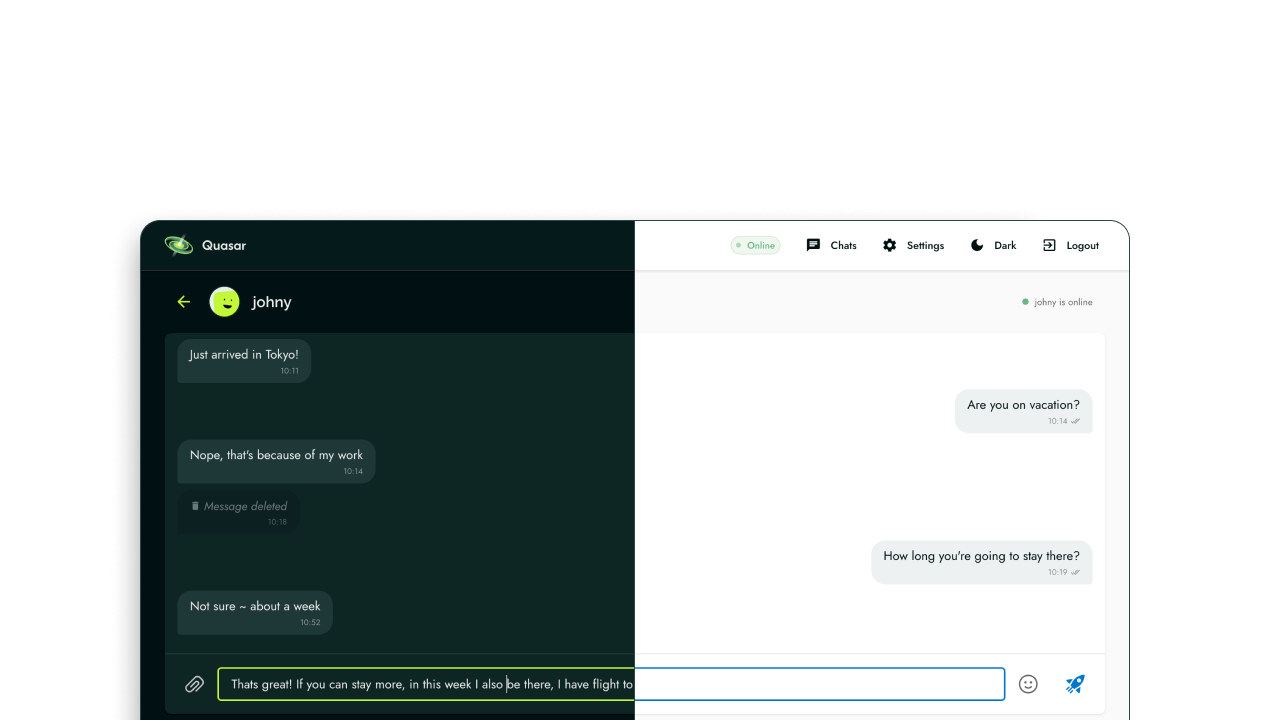 Quasar
Online
Chats
Settings
Dark
Logout
johny
johny is online
Just arrived in Tokyo!
10:11
Are you on vacation?
10:14
Nope, that's because of my work
10:14
Message deleted
10:18
How long you're going to stay there?
10:19
Not sure ~ about a week
10:52
Thats great! If you can stay more, in this week I also be there, I have flight to